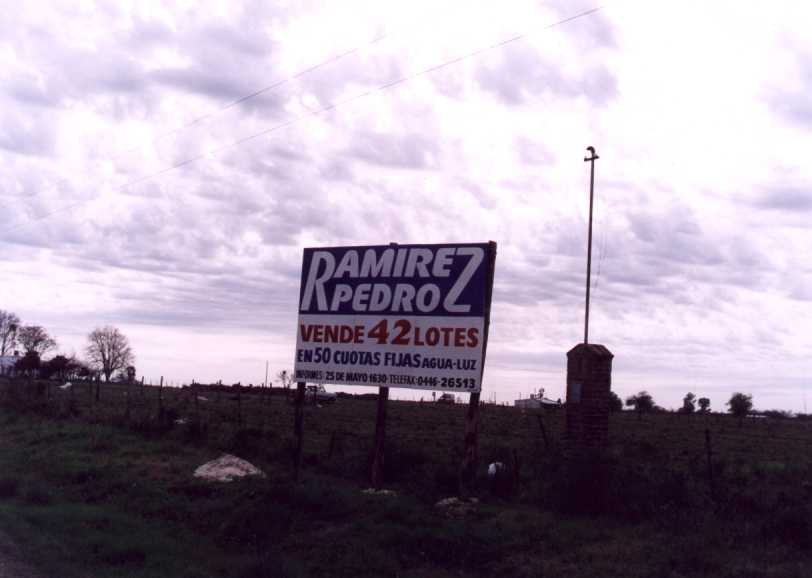 RAMIREZ
PEDRO
VENDE 42 LOTES
EN 50 CUOTAS FIJAS AGUA-LUZ
INFORMES: 25 DE MAYO 1630-TELEFAX:0446-26513